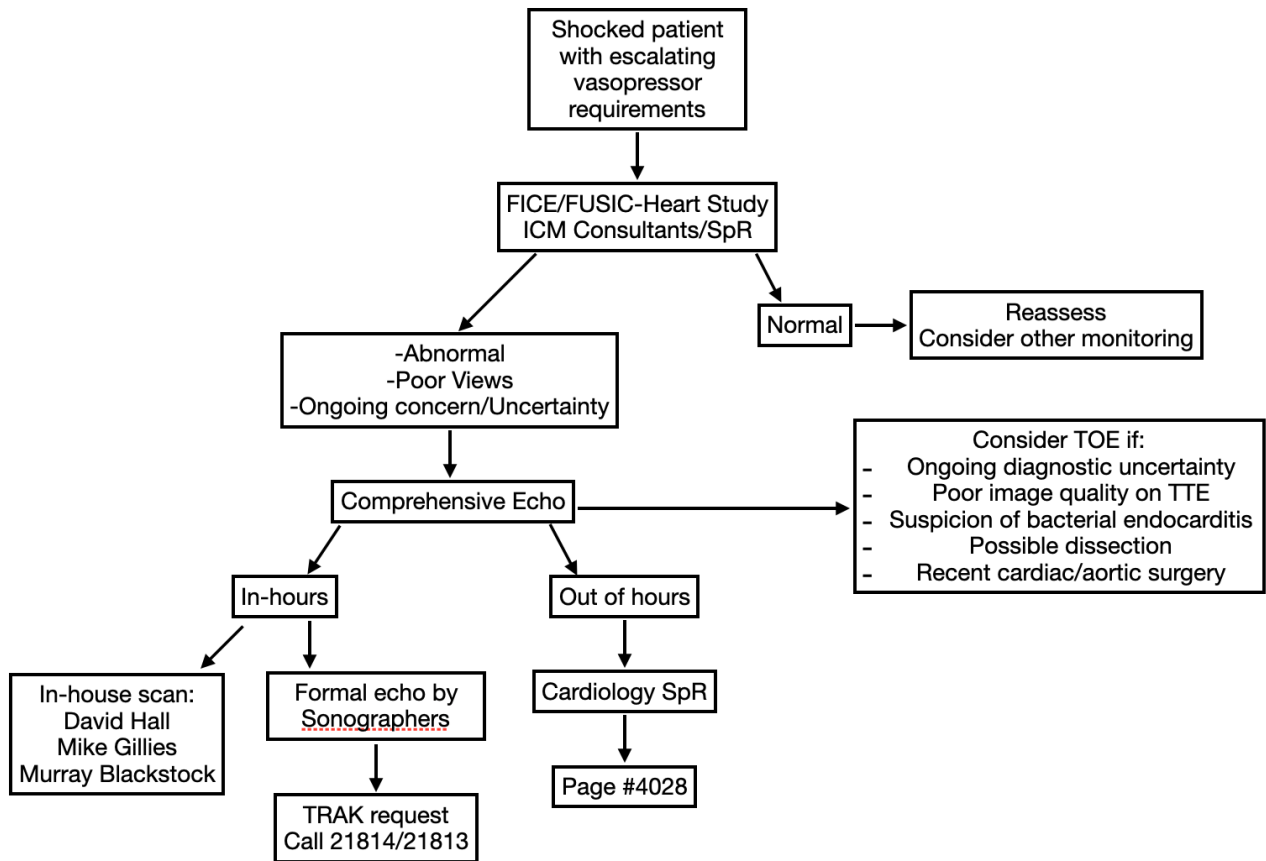 Shocked patient
with escalating
vasopressor
requirements
FICE/FUSIC-Heart Study
ICM Consultants/SpR
Normal
Reassess
Consider other monitoring
-Abnormal
-Poor Views
-Ongoing concern/Uncertainty
Comprehensive Echo
Consider TOE if:
- Ongoing diagnostic uncertainty
- Poor image quality on TTE
- Suspicion of bacterial endocarditis
- Possible dissection
- Recent cardiac/aortic surgery
In-hours
Out of hours
In-house scan:
David Hall
Mike Gillies
Murray Blackstock
Formal echo by
Sonographers
Cardiology SpR
Page #4028
TRAK request
Call 21814/21813